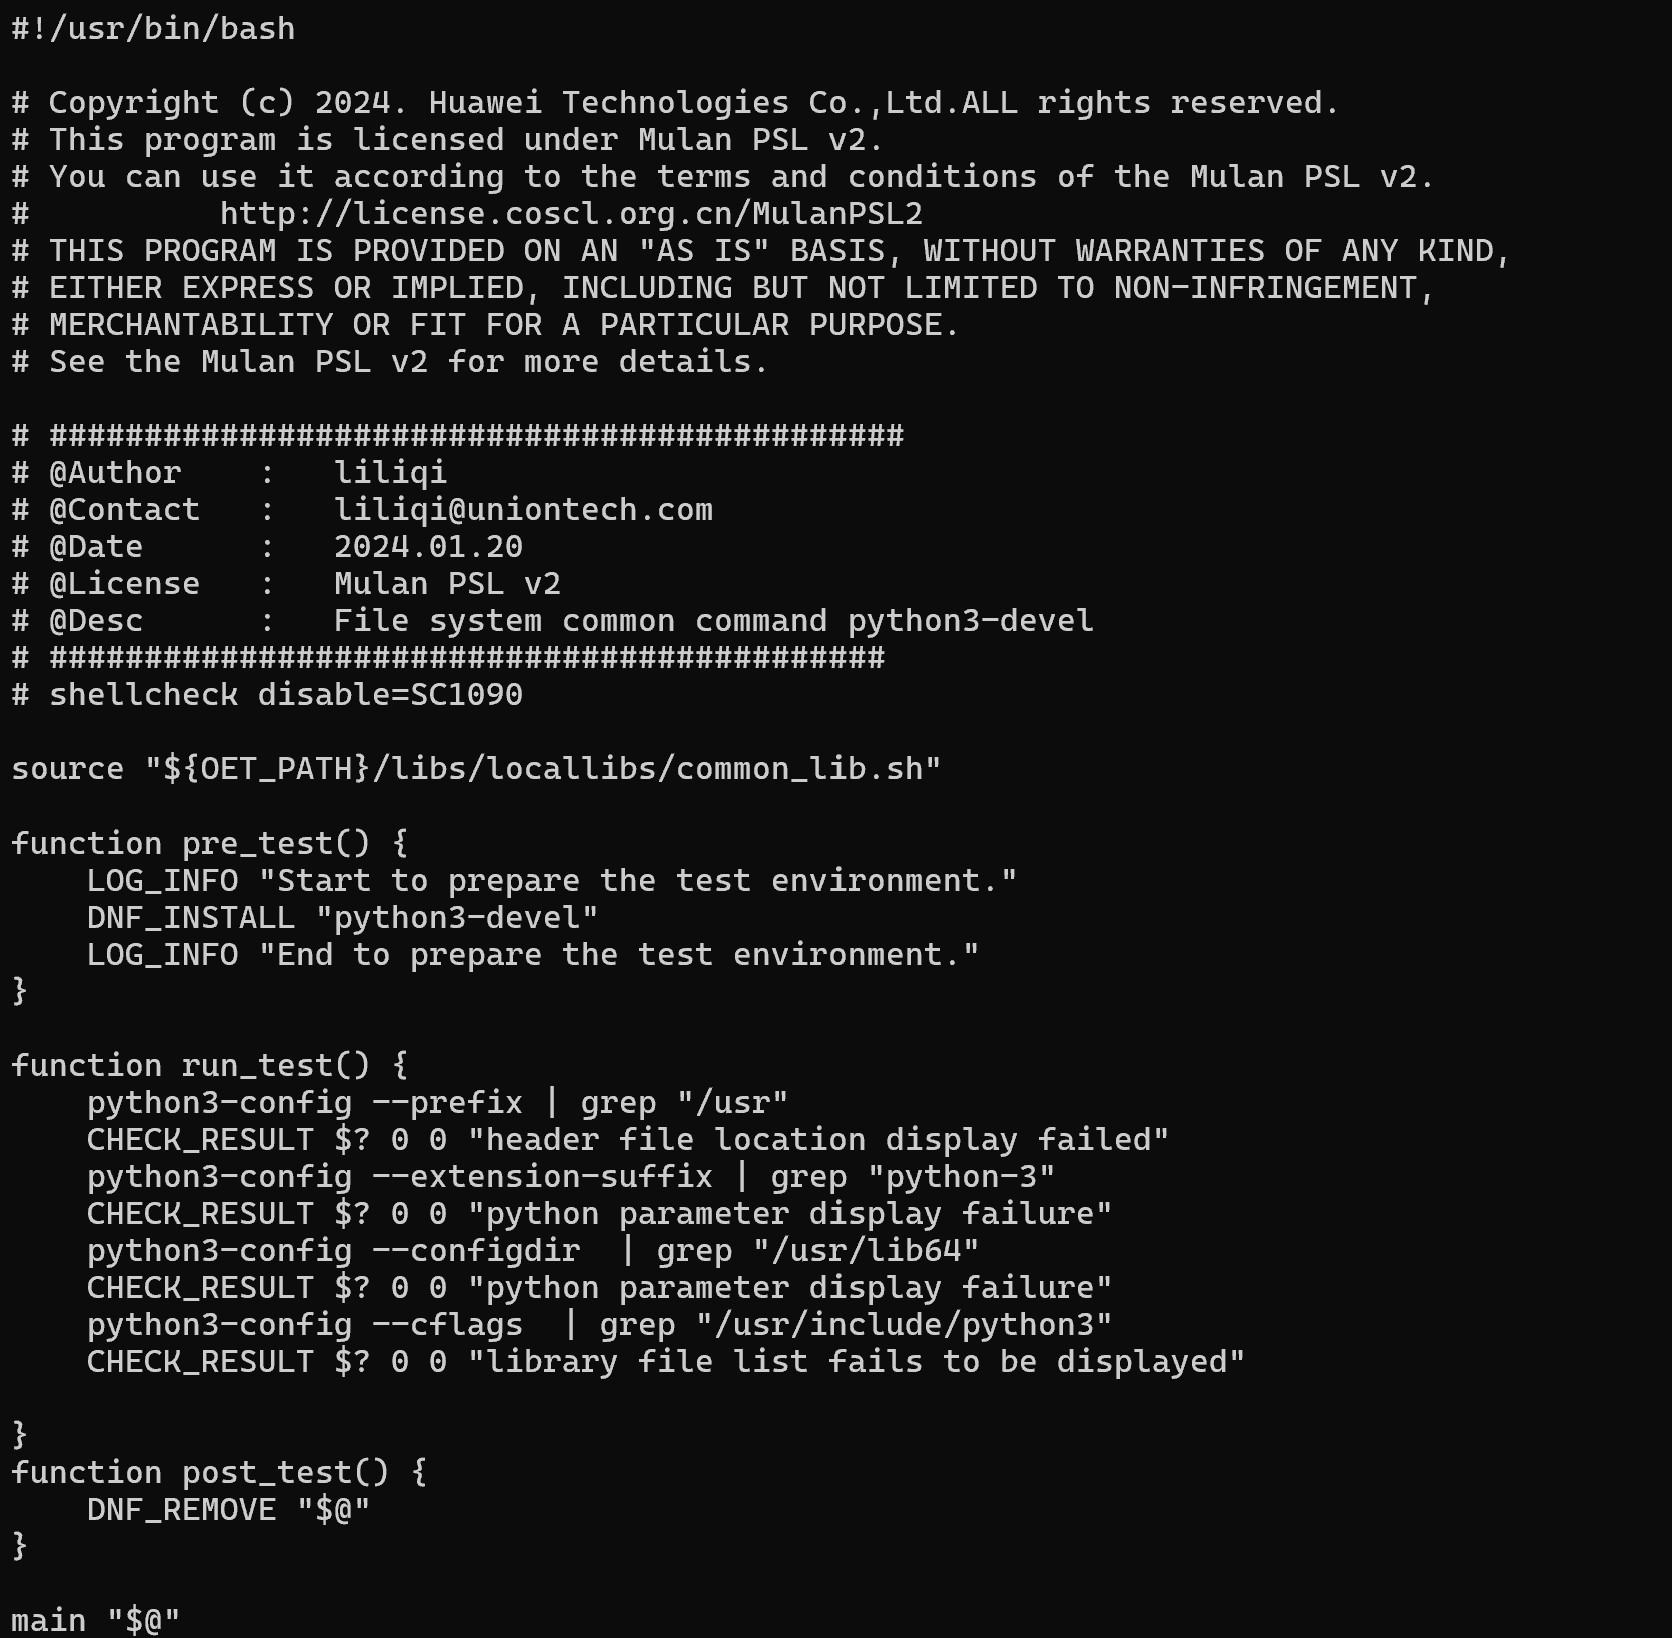 #!/usr/bin/bash

# Copyright (c) 2024. Huawei Technologies Co.,Ltd.ALL rights reserved.
# This program is licensed under Mulan PSL v2.
# You can use it according to the terms and conditions of the Mulan PSL v2.
#          http://license.coscl.org.cn/MulanPSL2
# THIS PROGRAM IS PROVIDED ON AN "AS IS" BASIS, WITHOUT WARRANTIES OF ANY KIND,
# EITHER EXPRESS OR IMPLIED, INCLUDING BUT NOT LIMITED TO NON-INFRINGEMENT,
# MERCHANTABILITY OR FIT FOR A PARTICULAR PURPOSE.
# See the Mulan PSL v2 for more details.

# #############################################
# @Author    :   liliqi
# @Contact   :   liliqi@uniontech.com
# @Date      :   2024.01.20
# @License   :   Mulan PSL v2
# @Desc      :   File system common command python3-devel
# ############################################
# shellcheck disable=SC1090

source "${OET_PATH}/libs/locallibs/common_lib.sh"

function pre_test() {
    LOG_INFO "Start to prepare the test environment."
    DNF_INSTALL "python3-devel"
    LOG_INFO "End to prepare the test environment."
}

function run_test() {
    python3-config --prefix | grep "/usr"
    CHECK_RESULT $? 0 0 "header file location display failed"
    python3-config --extension-suffix | grep "python-3"
    CHECK_RESULT $? 0 0 "python parameter display failure"
    python3-config --configdir  | grep "/usr/lib64"
    CHECK_RESULT $? 0 0 "python parameter display failure"
    python3-config --cflags  | grep "/usr/include/python3"
    CHECK_RESULT $? 0 0 "library file list fails to be displayed"

}
function post_test() {
    DNF_REMOVE "$@"
}

main "$@"